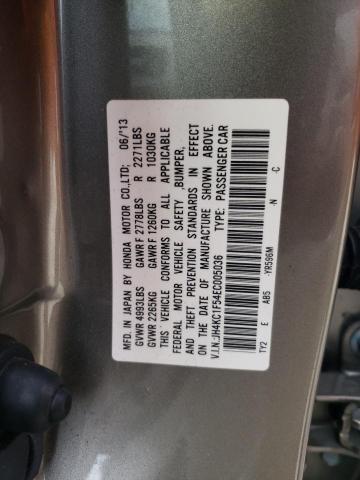 MFD. IN JAPAN BY HONDA MOTOR CO.,LTD; 06/'13
GVWR 4993LBS GAWR F 2778LBS R 2271LBS
GVWR 2265KG GAWR F 1260KG R 1030KG
THIS VEHICLE CONFORMS TO ALL APPLICABLE
FEDERAL MOTOR VEHICLE SAFETY ,BUMPER,
AND THEFT PREVENTION STANDARDS IN EFFECT
ON THE DATE OF MANUFACTURE SHOWN ABOVE.
V.I.N.:JH4KC1F54EC005036 TYPE: PASSENGER CAR
TY2 E AB5 -YR596M -N -C